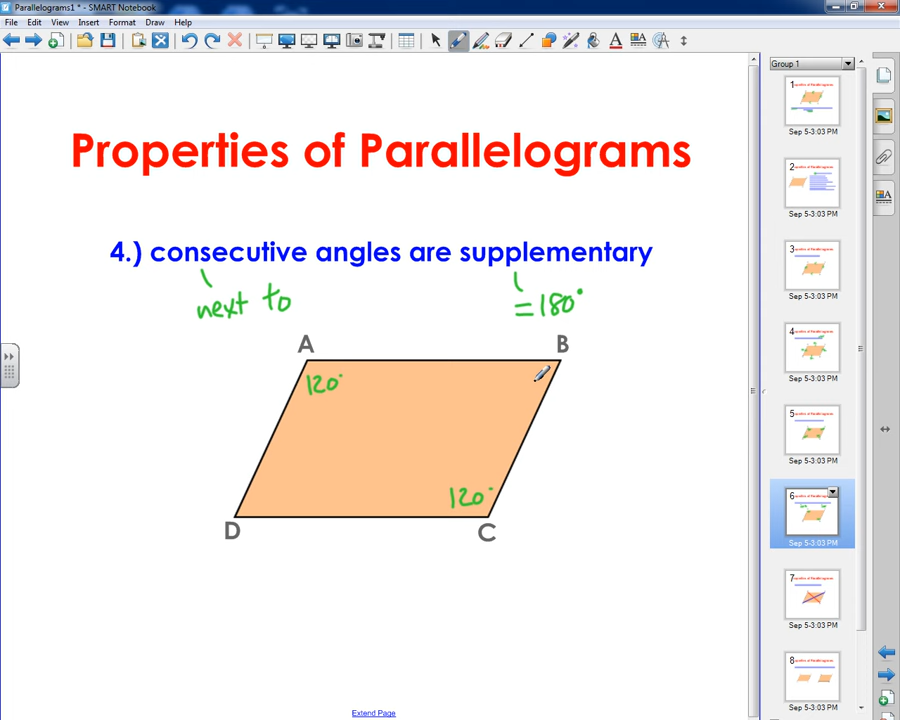 Parallelograms1 * - SMART Notebook
File Edit View Insert Format Draw Help
Properties of Parallelograms
4.) consecutive angles are supplementary
next to
=180°
A
B
120°
120°
D
C
Extend Page
Group 1
1
Sep 5-3:03 PM
2
Sep 5-3:03 PM
3
Sep 5-3:03 PM
4
Sep 5-3:03 PM
5
Sep 5-3:03 PM
6
Sep 5-3:03 PM
7
Sep 5-3:03 PM
8
Sep 5-3:03 PM